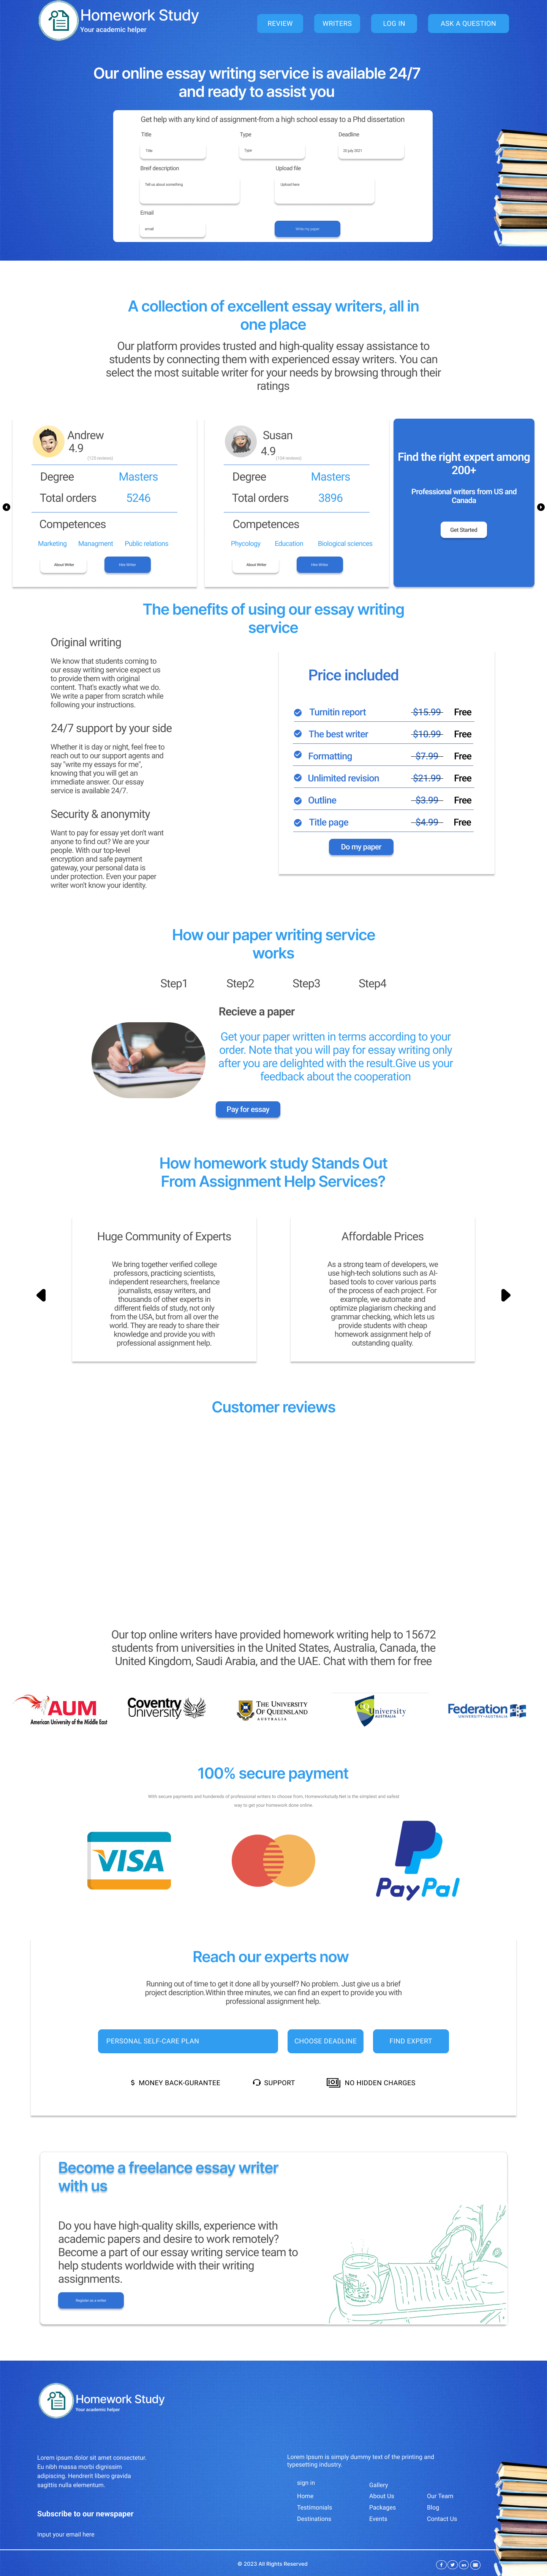 Homework Study
Your academic helper
REVIEW
WRITERS
LOG IN
ASK A QUESTION
Our online essay writing service is available 24/7
and ready to assist you
Get help with any kind of assignment-from a high school essay to a Phd dissertation
Title
Type
Deadline
Title
Type
20 july 2021
Breif description
Upload file
Tell us about something
Upload here
Email
email
Write my paper
A collection of excellent essay writers, all in
one place
Our platform provides trusted and high-quality essay assistance to
students by connecting them with experienced essay writers. You can
select the most suitable writer for your needs by browsing through their
ratings
Andrew
4.9
(125 reviews)
Degree Masters
Total orders 5246
Competences
Marketing Managment Public relations
About Writer
Hire Writer
Susan
4.9
(134 reviews)
Degree Masters
Total orders 3896
Competences
Phycology Education Biological sciences
About Writer
Hire Writer
Find the right expert among
200+
Professional writers from US and
Canada
Get Started
The benefits of using our essay writing
service
Original writing
We know that students coming to
our essay writing service expect us
to provide them with original
content. That's exactly what we do.
We write a paper from scratch while
following your instructions.
24/7 support by your side
Whether it is day or night, feel free to
reach out to our support agents and
say "write my essays for me",
knowing that you will get an
immediate answer. Our essay
service is available 24/7.
Security & anonymity
Want to pay for essay yet don't want
anyone to find out? We are your
people. With our top-level
encryption and safe payment
gateway, your personal data is
under protection. Even your paper
writer won't know your identity.
Price included
Turnitin report $15.99 Free
The best writer $10.99 Free
Formatting $7.99 Free
Unlimited revision $21.99 Free
Outline $3.99 Free
Title page $4.99 Free
Do my paper
How our paper writing service
works
Step1 Step2 Step3 Step4
Recieve a paper
Get your paper written in terms according to your
order. Note that you will pay for essay writing only
after you are delighted with the result.Give us your
feedback about the cooperation
Pay for essay
How homework study Stands Out
From Assignment Help Services?
Huge Community of Experts
We bring together verified college
professors, practicing scientists,
independent researchers, freelance
journalists, essay writers, and
thousands of other experts in
different fields of study, not only
from the USA, but from all over the
world. They are ready to share their
knowledge and provide you with
professional assignment help.
Affordable Prices
As a strong team of developers, we
use high-tech solutions such as AI-
based tools to cover various parts
of the process of each project. For
example, we automate and
optimize plagiarism checking and
grammar checking, which lets us
provide students with cheap
homework assignment help of
outstanding quality.
Customer reviews
Our top online writers have provided homework writing help to 15672
students from universities in the United States, Australia, Canada, the
United Kingdom, Saudi Arabia, and the UAE. Chat with them for free
AUM
American University of the Middle East
Coventry
University
THE UNIVERSITY
OF QUEENSLAND
AUSTRALIA
CQUniversity
AUSTRALIA
Federation
UNIVERSITY•AUSTRALIA
100% secure payment
With secure payments and hundereds of professional writers to choose from, Homeworkstudy.Net is the simplest and safest
way to get your homework done online.
VISA
PayPal
Reach our experts now
Running out of time to get it done all by yourself? No problem. Just give us a brief
project description.Within three minutes, we can find an expert to provide you with
professional assignment help.
PERSONAL SELF-CARE PLAN
CHOOSE DEADLINE
FIND EXPERT
$ MONEY BACK-GURANTEE
SUPPORT
NO HIDDEN CHARGES
Become a freelance essay writer
with us
Do you have high-quality skills, experience with
academic papers and desire to work remotely?
Become a part of our essay writing service team to
help students worldwide with their writing
assignments.
Register as a writer
Homework Study
Your academic helper
Lorem ipsum dolor sit amet consectetur.
Eu nibh massa morbi dignissim
adipiscing. Hendrerit libero gravida
sagittis nulla elementum.
Subscribe to our newspaper
Input your email here
Lorem Ipsum is simply dummy text of the printing and
typesetting industry.
sign in
Gallery
Home
About Us
Our Team
Testimonials
Packages
Blog
Destinations
Events
Contact Us
© 2023 All Rights Reserved